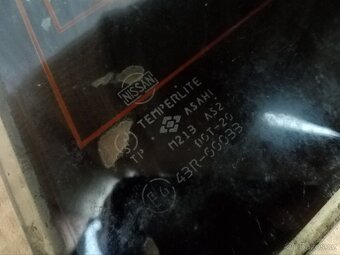 NISSAN
TEMPERLITE
ASAHI
TP
M213 AS2
DOT-20
43R-00033
E6